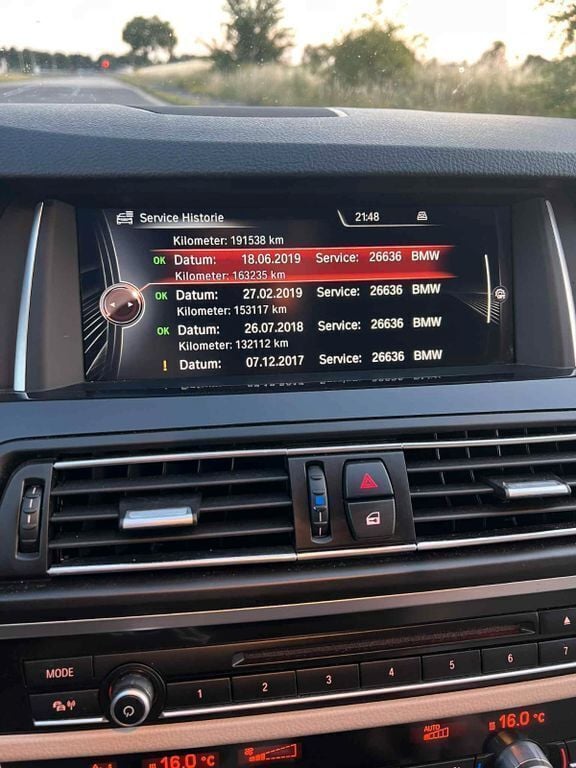 Service Historie 21:48
Kilometer: 191538 km
OK Datum: 18.06.2019 Service: 26636 BMW
Kilometer: 163235 km
OK Datum: 27.02.2019 Service: 26636 BMW
Kilometer: 153117 km
OK Datum: 26.07.2018 Service: 26636 BMW
Kilometer: 132112 km
! Datum: 07.12.2017 Service: 26636 BMW
MODE
1 2 3 4 5 6 7
AUTO
16.0 °C
16.0 °C